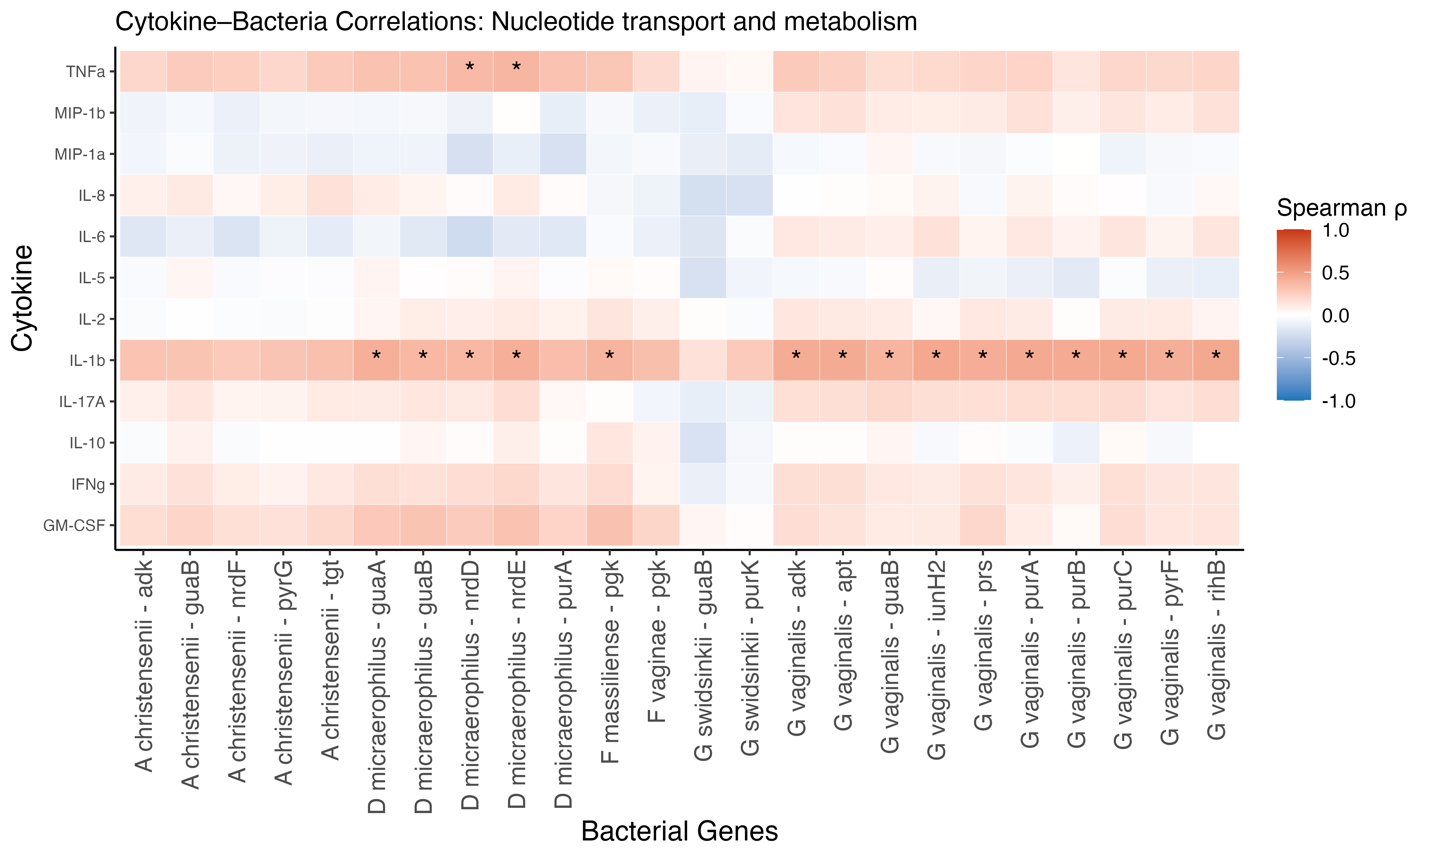 Cytokine–Bacteria Correlations: Nucleotide transport and metabolism
Cytokine
TNFa
MIP-1b
MIP-1a
IL-8
IL-6
IL-5
IL-2
IL-1b
IL-17A
IL-10
IFNg
GM-CSF
* *
* * * * * * * * * * * * * * *
A christensenii - adk
A christensenii - guaB
A christensenii - nrdF
A christensenii - pyrG
A christensenii - tgt
D micraerophilus - guaA
D micraerophilus - guaB
D micraerophilus - nrdD
D micraerophilus - nrdE
D micraerophilus - purA
F massiliense - pgk
F vaginae - pgk
G swidsinkii - guaB
G swidsinkii - purK
G vaginalis - adk
G vaginalis - apt
G vaginalis - guaB
G vaginalis - iunH2
G vaginalis - prs
G vaginalis - purA
G vaginalis - purB
G vaginalis - purC
G vaginalis - pyrF
G vaginalis - rihB
Bacterial Genes
Spearman ρ
1.0
0.5
0.0
-0.5
-1.0